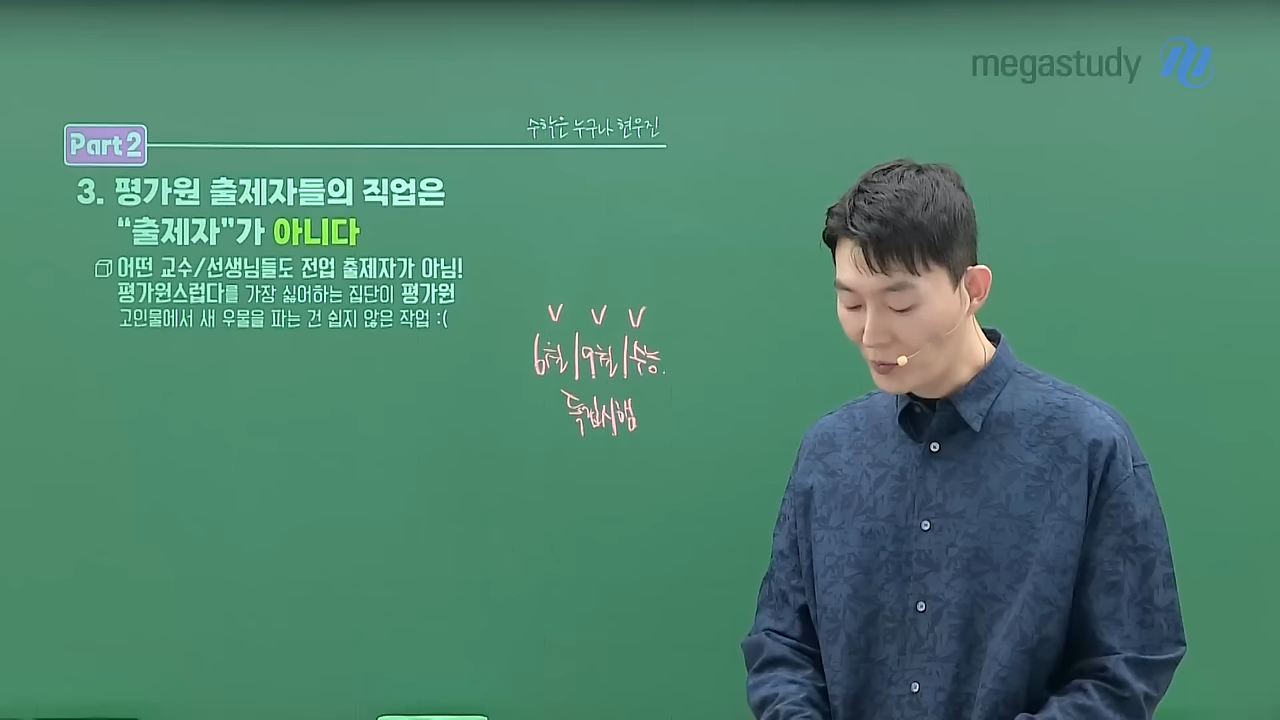 megastudy
수학은 누구나 현우진
Part 2
3. 평가원 출제자들의 직업은
“출제자”가 아니다
어떤 교수/선생님들도 전업 출제자가 아님!
평가원스럽다를 가장 싫어하는 집단이 평가원
고인물에서 새 우물을 파는 건 쉽지 않은 작업 :(
V V V
6월/9월/수능.